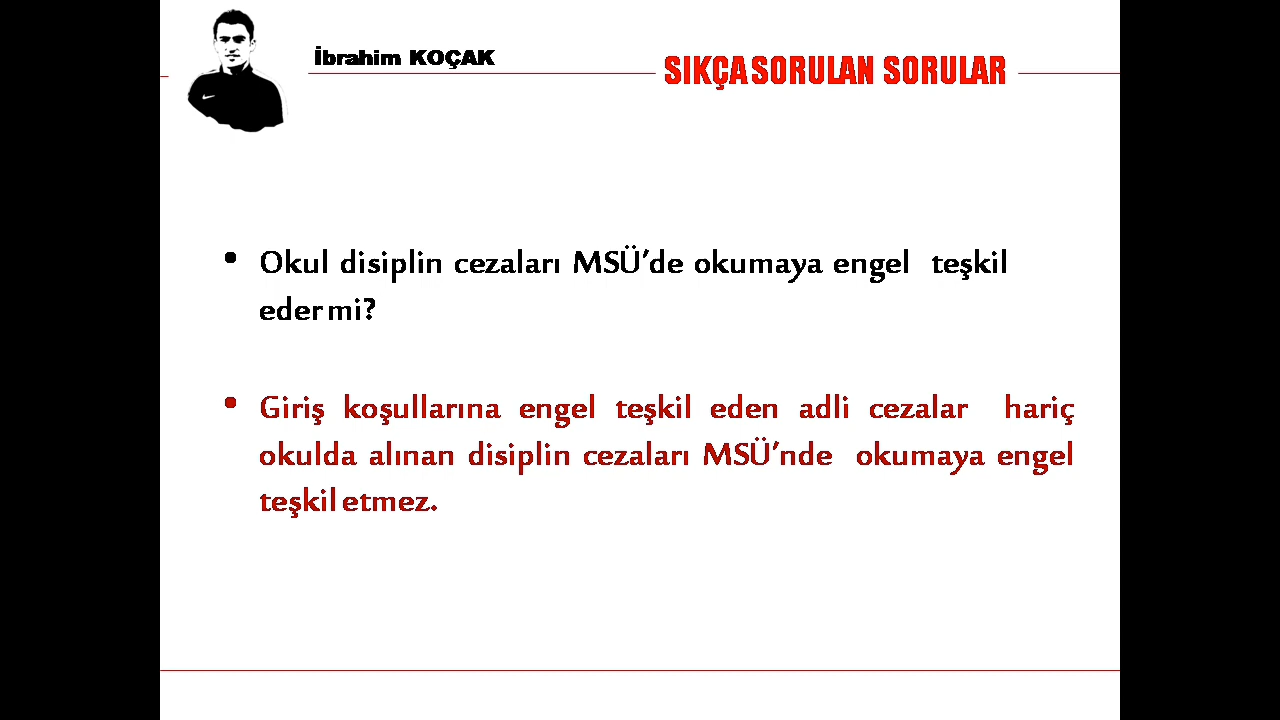 İbrahim KOÇAK
SIKÇA SORULAN SORULAR
• Okul disiplin cezaları MSÜ'de okumaya engel teşkil
eder mi?
• Giriş koşullarına engel teşkil eden adli cezalar hariç
okulda alınan disiplin cezaları MSÜ'nde okumaya engel
teşkil etmez.